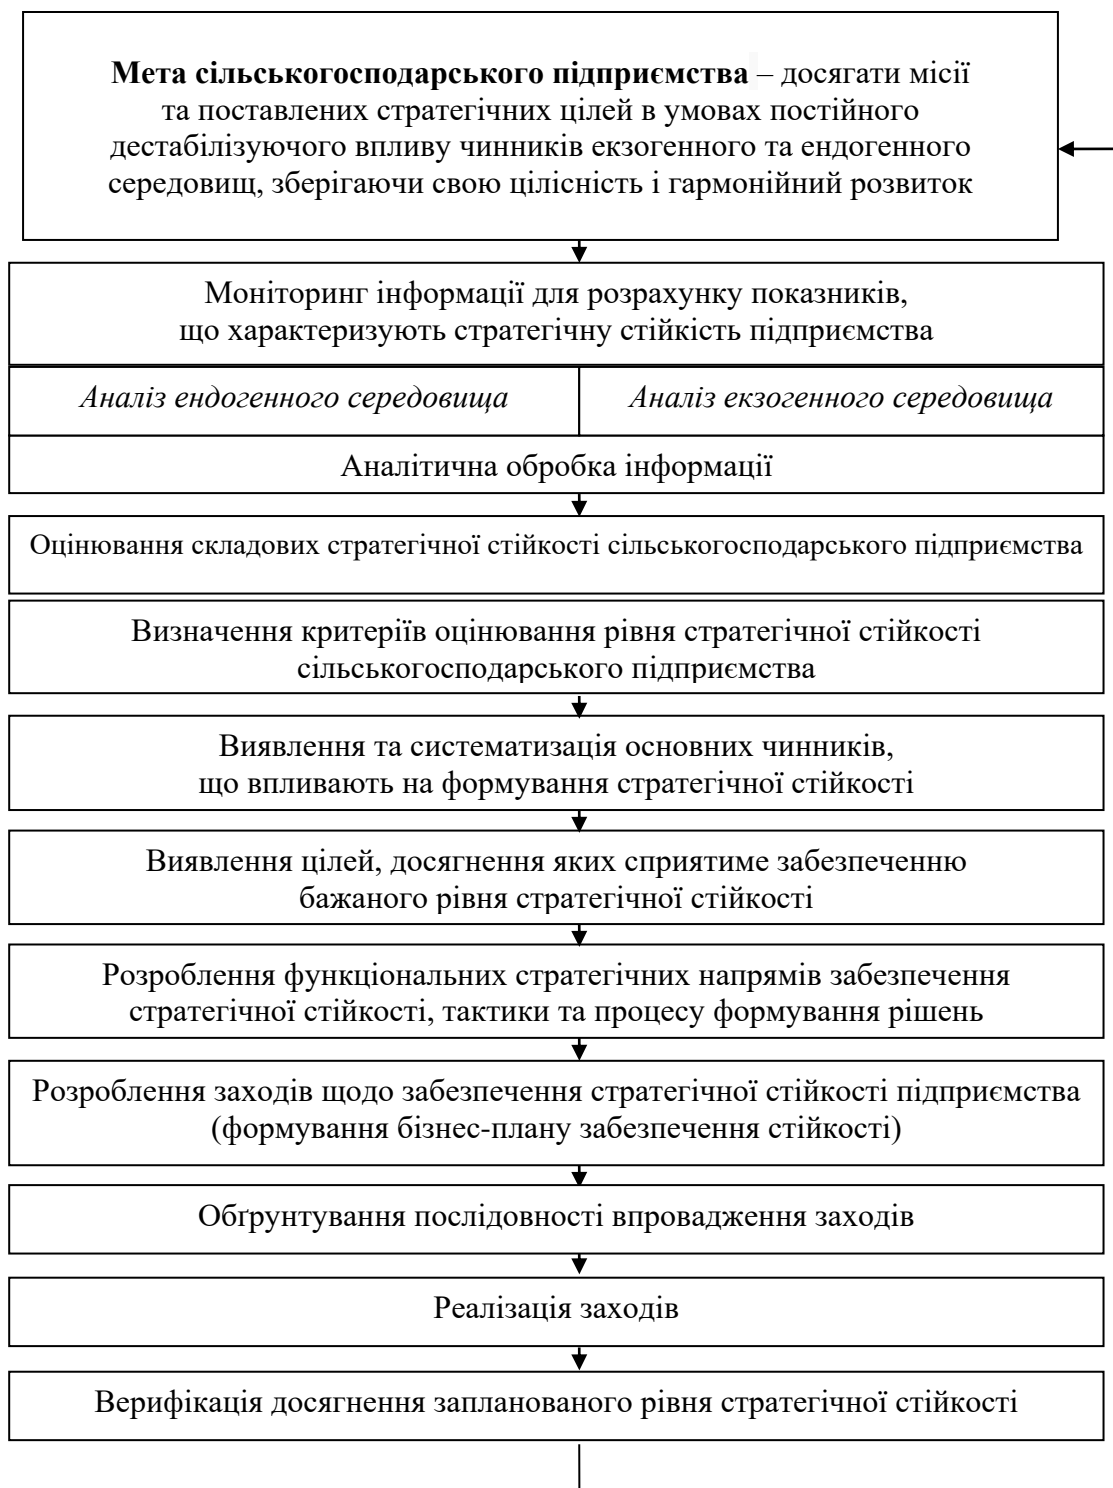 Мета сільськогосподарського підприємства – досягати місії
та поставлених стратегічних цілей в умовах постійного
дестабілізуючого впливу чинників екзогенного та ендогенного
середовищ, зберігаючи свою цілісність і гармонійний розвиток
Моніторинг інформації для розрахунку показників,
що характеризують стратегічну стійкість підприємства
Аналіз ендогенного середовища
Аналіз екзогенного середовища
Аналітична обробка інформації
Оцінювання складових стратегічної стійкості сільськогосподарського підприємства
Визначення критеріїв оцінювання рівня стратегічної стійкості
сільськогосподарського підприємства
Виявлення та систематизація основних чинників,
що впливають на формування стратегічної стійкості
Виявлення цілей, досягнення яких сприятиме забезпеченню
бажаного рівня стратегічної стійкості
Розроблення функціональних стратегічних напрямів забезпечення
стратегічної стійкості, тактики та процесу формування рішень
Розроблення заходів щодо забезпечення стратегічної стійкості підприємства
(формування бізнес-плану забезпечення стійкості)
Обґрунтування послідовності впровадження заходів
Реалізація заходів
Верифікація досягнення запланованого рівня стратегічної стійкості